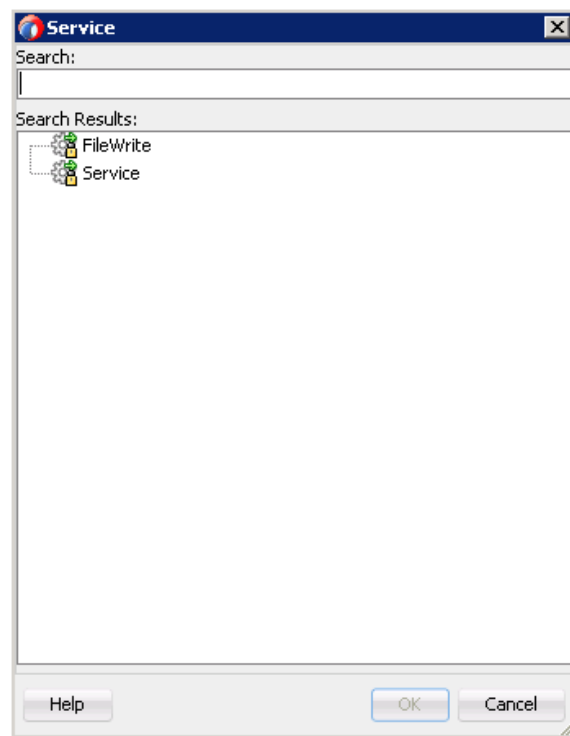 Service
Search:
Search Results:
FileWrite
Service
Help OK Cancel